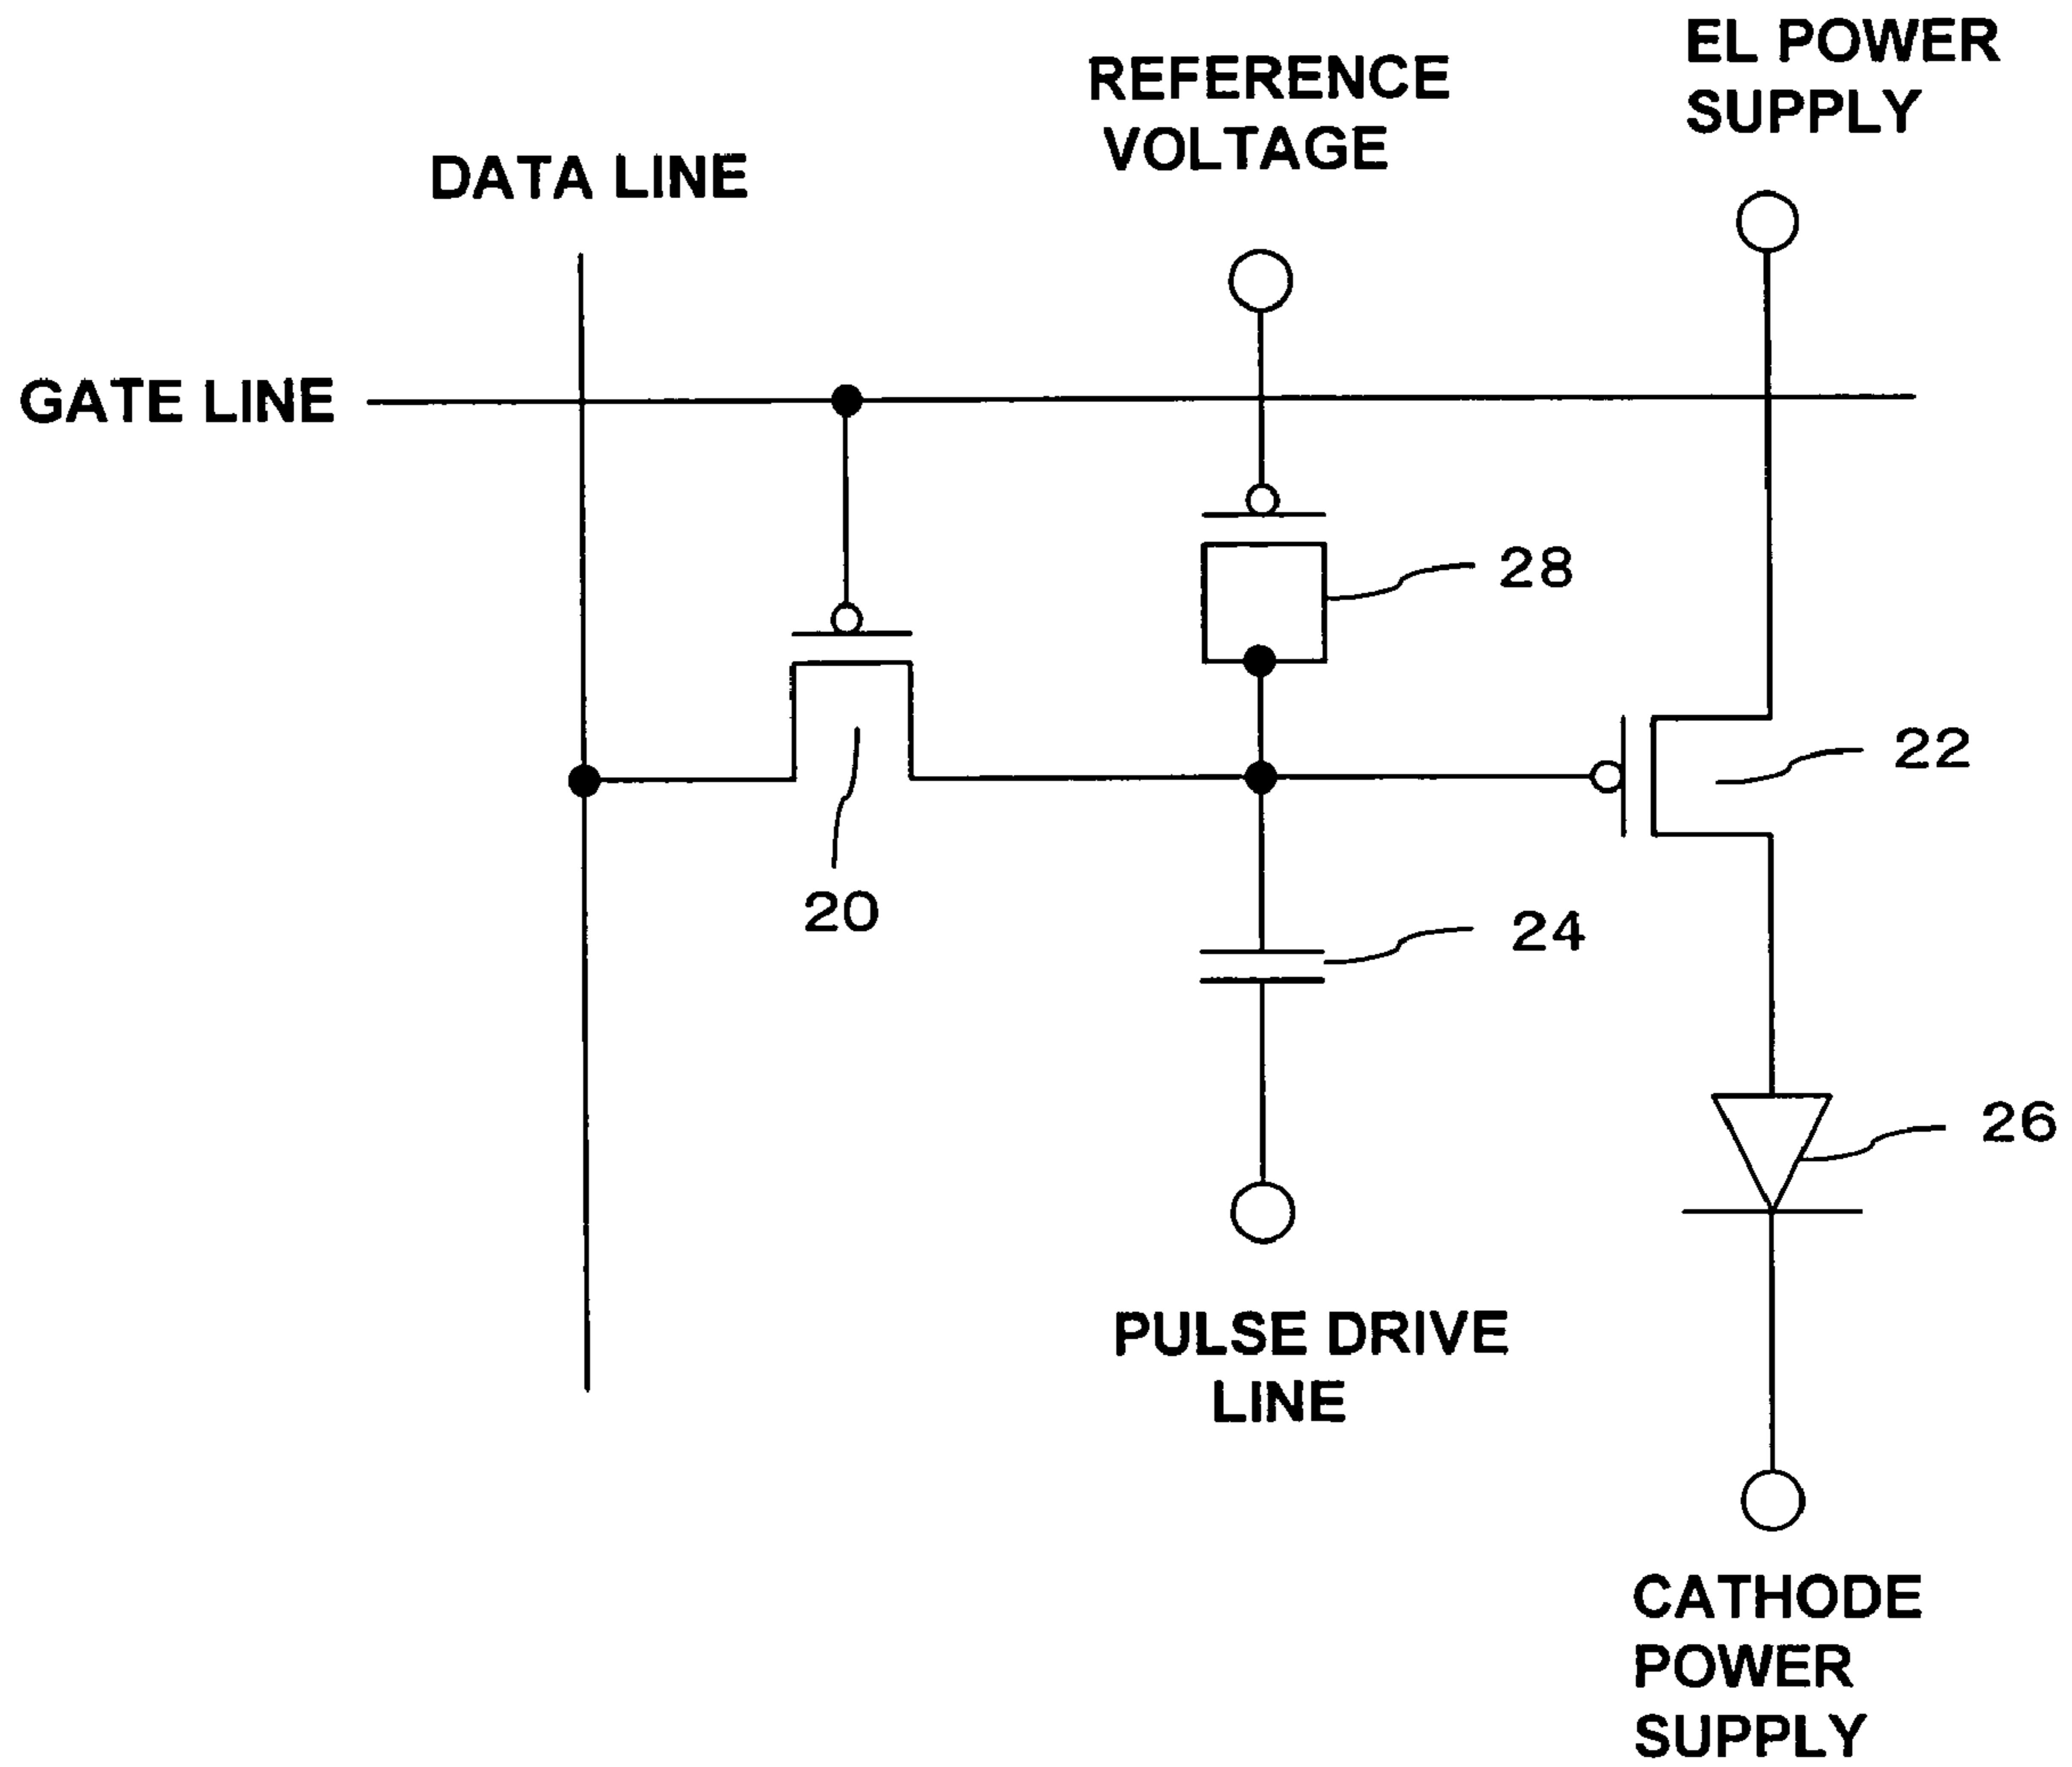 EL POWER
SUPPLY
REFERENCE
VOLTAGE
DATA LINE
GATE LINE
28
22
20
24
26
PULSE DRIVE
LINE
CATHODE
POWER
SUPPLY